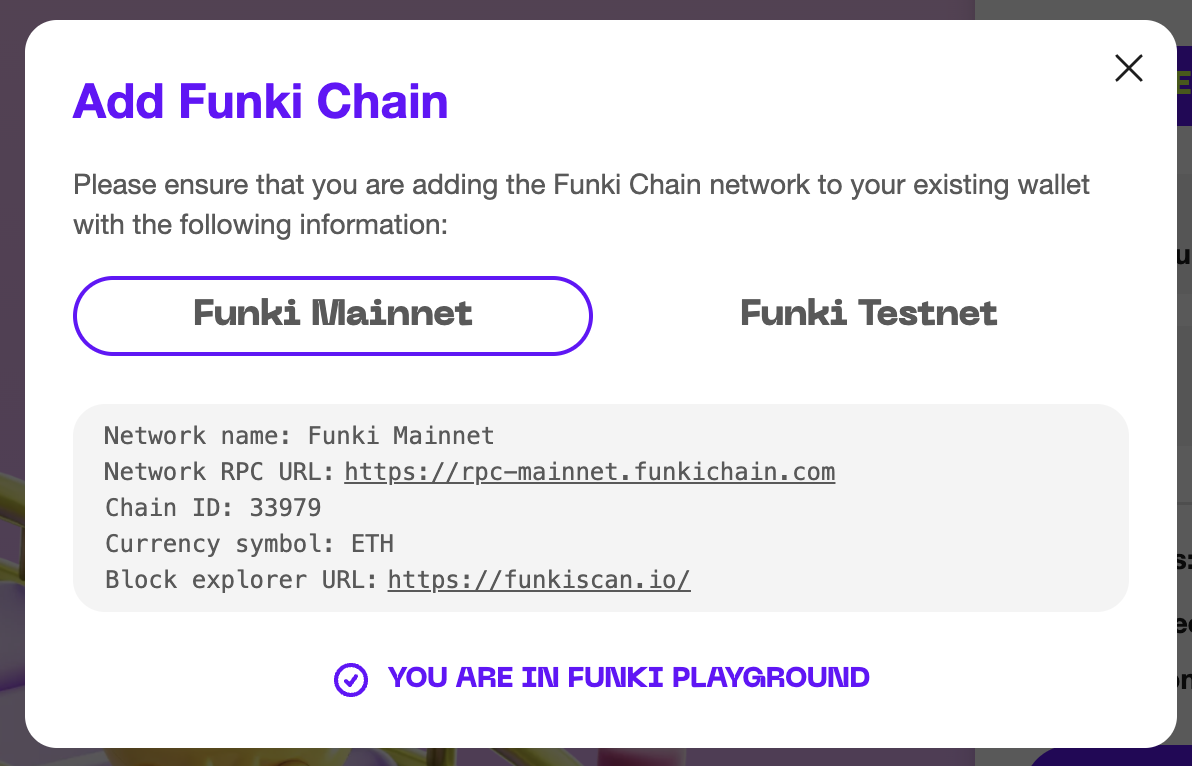 Add Funki Chain
Please ensure that you are adding the Funki Chain network to your existing wallet
with the following information:
Funki Mainnet
Funki Testnet
Network name: Funki Mainnet
Network RPC URL: https://rpc-mainnet.funkichain.com
Chain ID: 33979
Currency symbol: ETH
Block explorer URL: https://funkiscan.io/
YOU ARE IN FUNKI PLAYGROUND